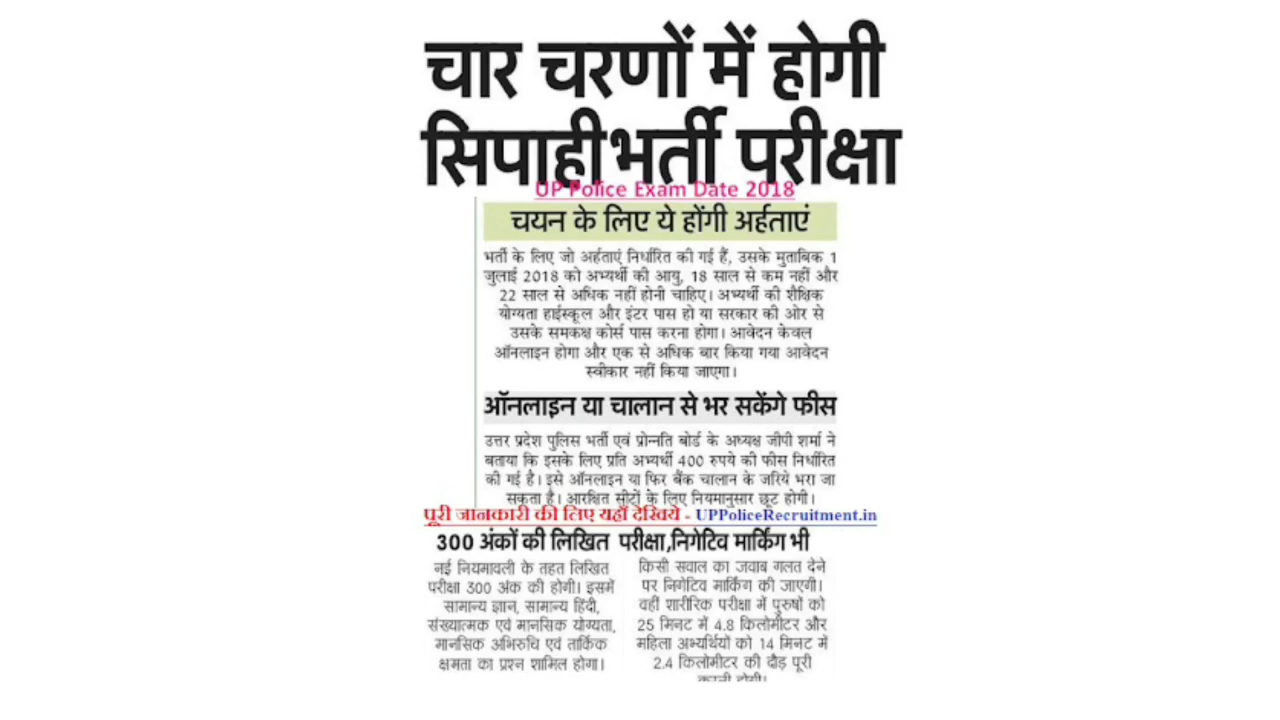 चार चरणों में होगी
सिपाही भर्ती परीक्षा
UP Police Exam Date 2018
चयन के लिए ये होंगी अर्हताएं
भर्ती के लिए जो अर्हताएं निर्धारित की गई हैं, उसके मुताबिक 1
जुलाई 2018 को अभ्यर्थी की आयु, 18 साल से कम नहीं और
22 साल से अधिक नहीं होनी चाहिए। अभ्यर्थी की शैक्षिक
योग्यता हाईस्कूल और इंटर पास हो या सरकार की ओर से
उसके समकक्ष कोर्स पास करना होगा। आवेदन केवल
ऑनलाइन होगा और एक से अधिक बार किया गया आवेदन
स्वीकार नहीं किया जाएगा।
ऑनलाइन या चालान से भर सकेंगे फीस
उत्तर प्रदेश पुलिस भर्ती एवं प्रोन्नति बोर्ड के अध्यक्ष जीपी शर्मा ने
बताया कि इसके लिए प्रति अभ्यर्थी 400 रुपये की फीस निर्धारित
की गई है। इसे ऑनलाइन या फिर बैंक चालान के जरिये भरा जा
सकता है। आरक्षित सीटों के लिए नियमानुसार छूट होगी।
पूरी जानकारी की लिए यहाँ देखिये - UPPoliceRecruitment.in
300 अंकों की लिखित परीक्षा,निगेटिव मार्किंग भी
नई नियमावली के तहत लिखित
परीक्षा 300 अंक की होगी। इसमें
सामान्य ज्ञान, सामान्य हिंदी,
संख्यात्मक एवं मानसिक योग्यता,
मानसिक अभिरुचि एवं तार्किक
क्षमता का प्रश्न शामिल होगा।
किसी सवाल का जवाब गलत देने
पर निगेटिव मार्किंग की जाएगी।
वहीं शारीरिक परीक्षा में पुरुषों को
25 मिनट में 4.8 किलोमीटर और
महिला अभ्यर्थियों को 14 मिनट में
2.4 किलोमीटर की दौड़ पूरी
करनी होगी।